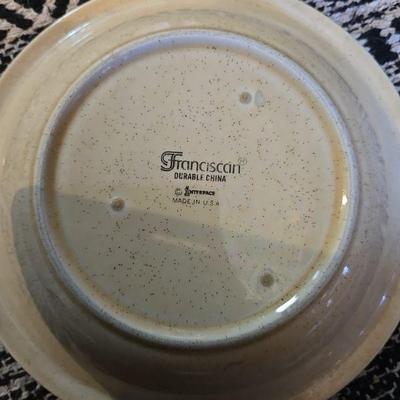 Franciscan®
DURABLE CHINA
© INTERPACE
MADE IN U.S.A.